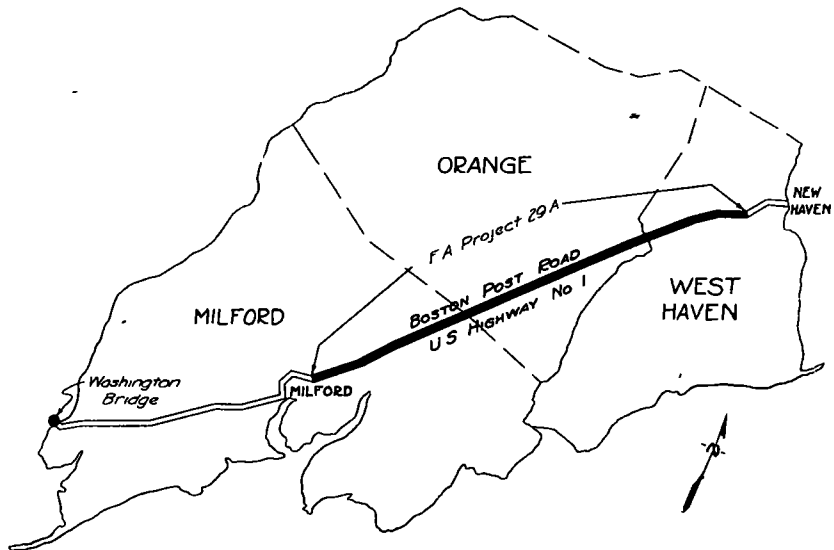 ORANGE
NEW
HAVEN
F A Project 29 A
BOSTON POST ROAD
U S HIGHWAY No 1
WEST
HAVEN
MILFORD
Washington
Bridge
MILFORD